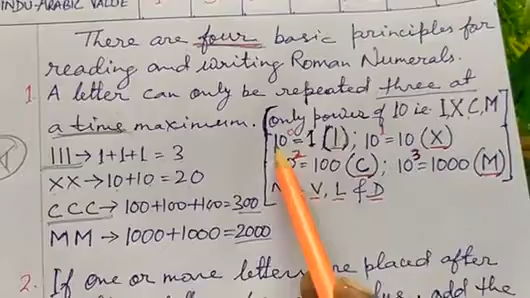 INDU-ARABIC VALUE
There are four basic principles for
reading and writing Roman Numerals.
1. A letter can only be repeated three at
a time maximum. [only power of 10 i.e. I,X,C,M
10⁰=1 (I); 10¹=10 (X)
III→1+1+1=3
²=100 (C); 10³=1000 (M)
XX→10+10=20
V, L & D
CCC→100+100+100=300
MM→1000+1000=2000
2. If one or more letters are placed after
add the